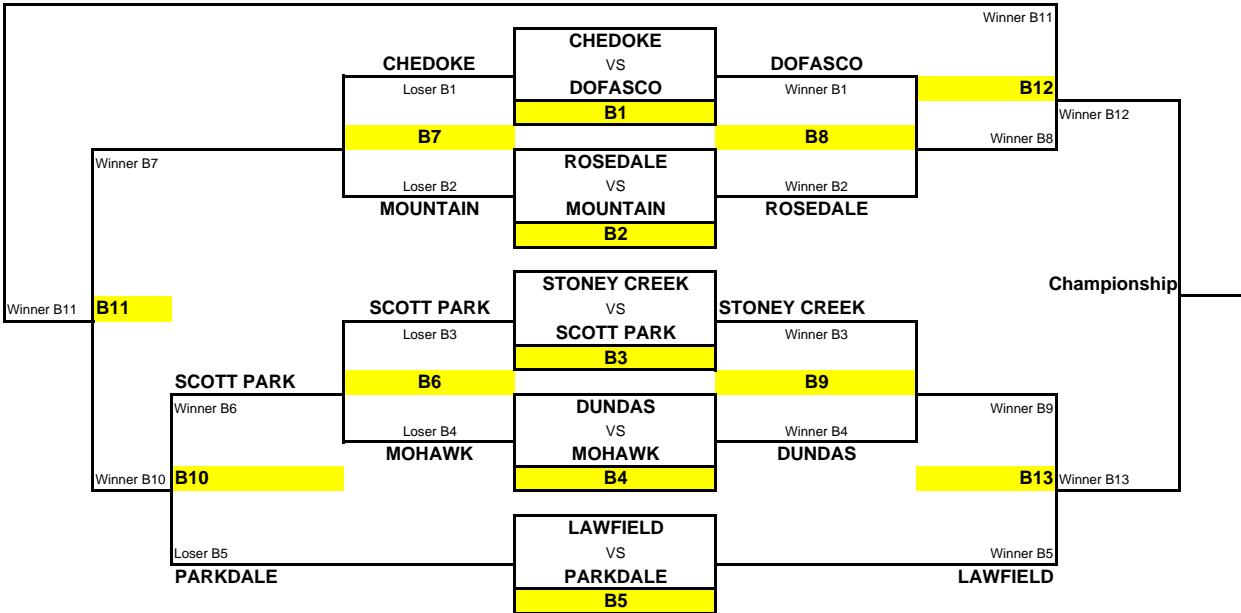 Winner B11
CHEDOKE
CHEDOKE VS DOFASCO
Loser B1 DOFASCO Winner B1 B12
B1
Winner B12
B7 B8
Winner B8
Winner B7 ROSEDALE
Loser B2 VS Winner B2
MOUNTAIN MOUNTAIN ROSEDALE
B2
STONEY CREEK Championship
Winner B11 B11 SCOTT PARK VS STONEY CREEK
Loser B3 SCOTT PARK Winner B3
B3
SCOTT PARK B6 B9
Winner B6 DUNDAS Winner B9
Loser B4 VS Winner B4
MOHAWK MOHAWK DUNDAS
Winner B10 B10 B4 B13 Winner B13
LAWFIELD
Loser B5 VS Winner B5
PARKDALE PARKDALE LAWFIELD
B5